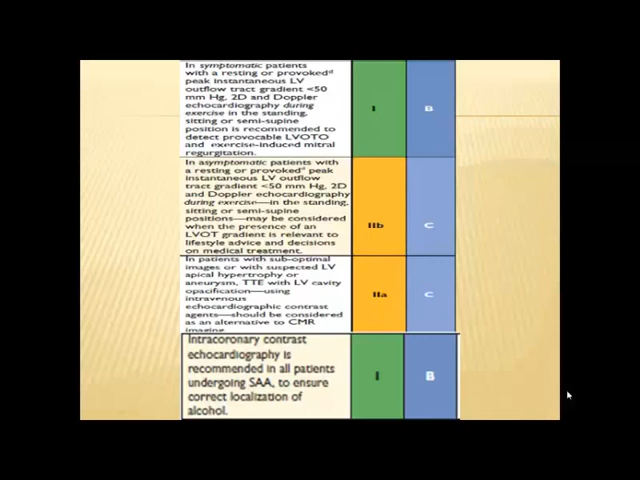 In symptomatic patients
with a resting or provoked d
peak instantaneous LV
outflow tract gradient <50
mm Hg, 2D and Doppler
echocardiography during
exercise in the standing,
sitting or semi-supine
position is recommended to
detect provocable LVOTO
and exercise-induced mitral
regurgitation.
I
B
In asymptomatic patients with
a resting or provoked d peak
instantaneous LV outflow
tract gradient <50 mm Hg, 2D
and Doppler echocardiography
during exercise—in the standing,
sitting or semi-supine
positions—may be considered
when the presence of an
LVOT gradient is relevant to
lifestyle advice and decisions
on medical treatment.
IIb
C
In patients with sub-optimal
images or with suspected LV
apical hypertrophy or
aneurysm, TTE with LV cavity
opacification—using
intravenous
echocardiographic contrast
agents—should be considered
as an alternative to CMR
imaging.
IIa
C
Intracoronary contrast
echocardiography is
recommended in all patients
undergoing SAA, to ensure
correct localization of
alcohol.
I
B